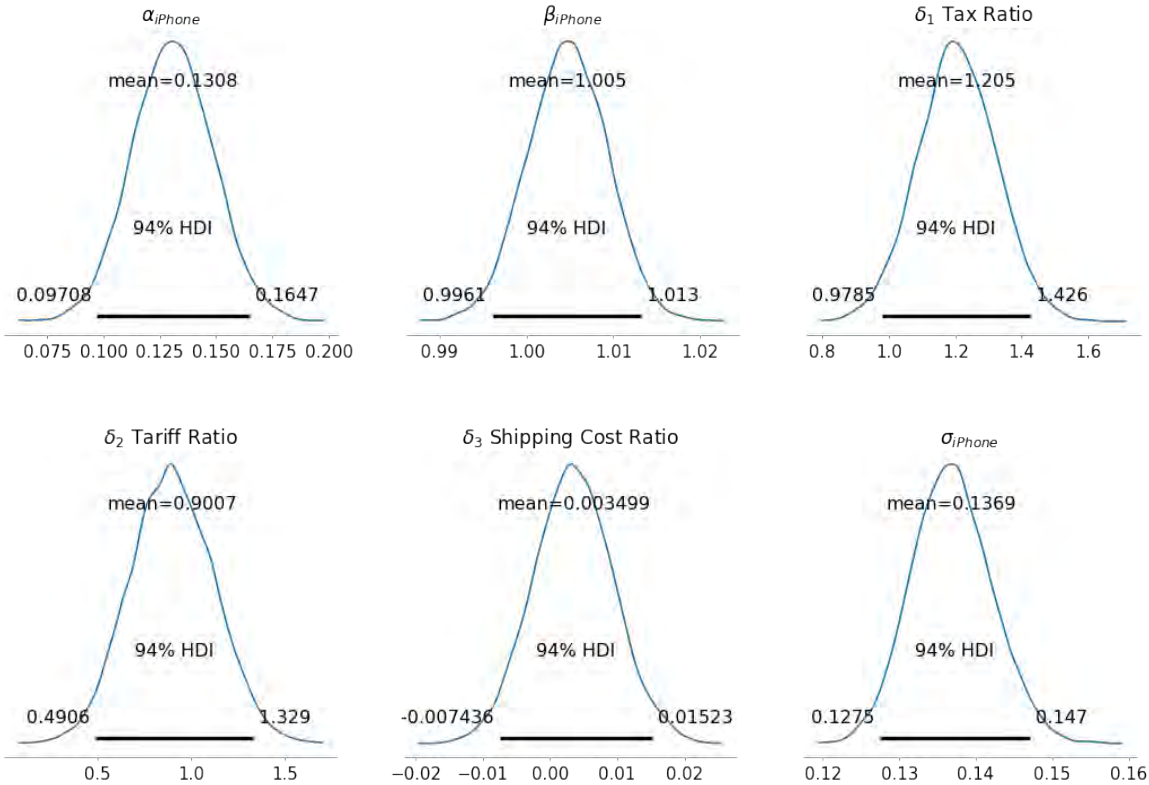 α_iPhone
mean=0.1308
94% HDI
0.09708 0.1647
0.075 0.100 0.125 0.150 0.175 0.200
β_iPhone
mean=1.005
94% HDI
0.9961 1.013
0.99 1.00 1.01 1.02
δ₁ Tax Ratio
mean=1.205
94% HDI
0.9785 1.426
0.8 1.0 1.2 1.4 1.6
δ₂ Tariff Ratio
mean=0.9007
94% HDI
0.4906 1.329
0.5 1.0 1.5
δ₃ Shipping Cost Ratio
mean=0.003499
94% HDI
-0.007436 0.01523
−0.02 −0.01 0.00 0.01 0.02
σ_iPhone
mean=0.1369
94% HDI
0.1275 0.147
0.12 0.13 0.14 0.15 0.16